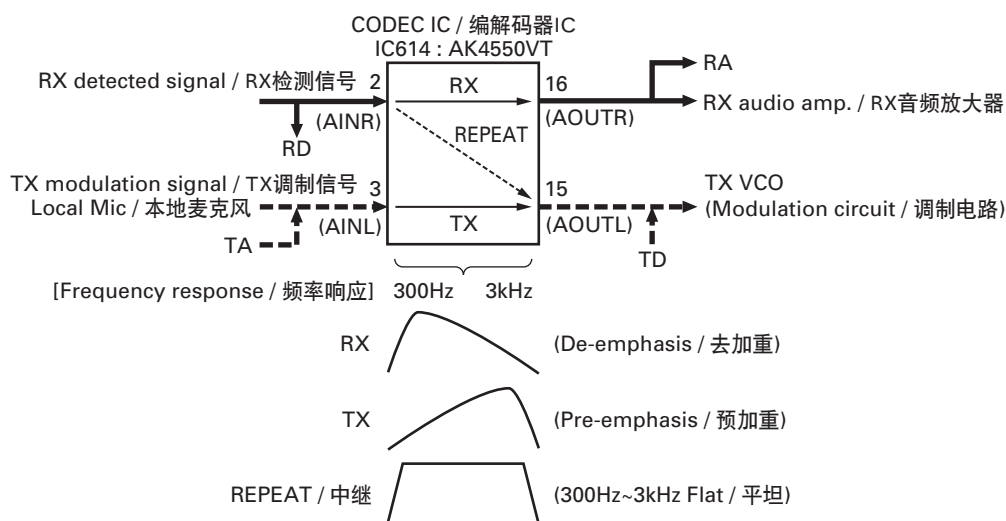 CODEC IC / 编解码器IC
IC614 : AK4550VT
RX detected signal / RX检测信号 2
RX
16
RA
RX audio amp. / RX音频放大器
(AINR)
(AOUTR)
RD
REPEAT
TX modulation signal / TX调制信号 3
Local Mic / 本地麦克风
15
TX VCO
(Modulation circuit / 调制电路)
(AINL)
TX
(AOUTL)
TA
TD
[Frequency response / 频率响应] 300Hz 3kHz
RX (De-emphasis / 去加重)
TX (Pre-emphasis / 预加重)
REPEAT / 中继 (300Hz~3kHz Flat / 平坦)